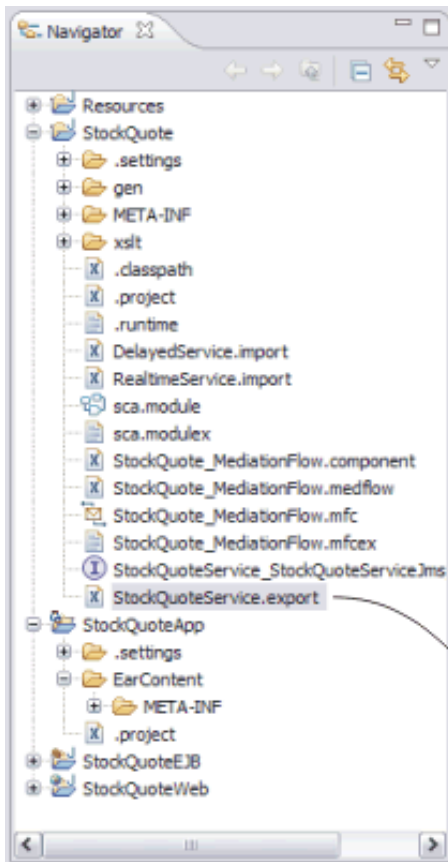 Navigator
Resources
StockQuote
.settings
gen
META-INF
xslt
.classpath
.project
.runtime
DelayedService.import
RealtimeService.import
sca.module
sca.modulex
StockQuote_MediationFlow.component
StockQuote_MediationFlow.medflow
StockQuote_MediationFlow.mfc
StockQuote_MediationFlow.mfcex
StockQuoteService_StockQuoteServiceJms
StockQuoteService.export
StockQuoteApp
.settings
EarContent
META-INF
.project
StockQuoteEJB
StockQuoteWeb